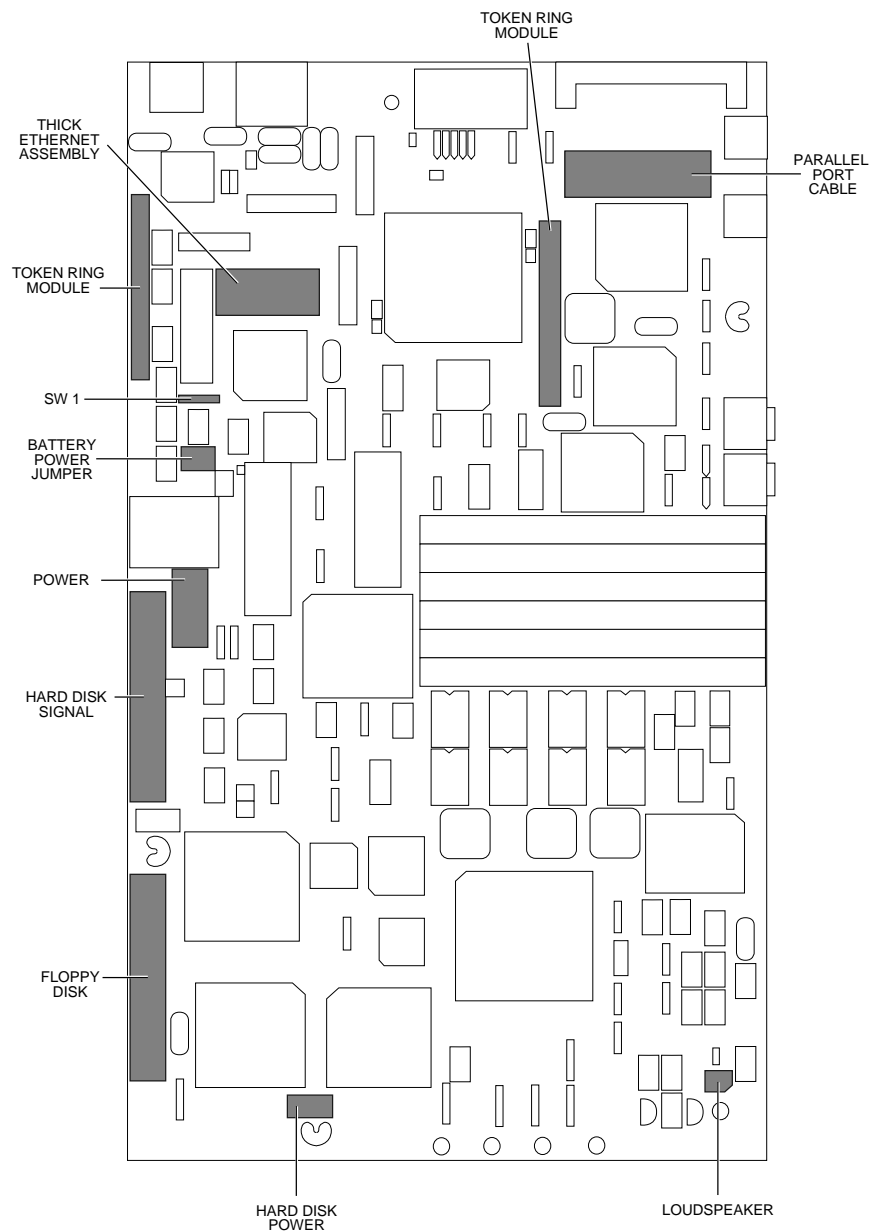 TOKEN RING
MODULE
THICK
ETHERNET
ASSEMBLY
PARALLEL
PORT
CABLE
TOKEN RING
MODULE
SW 1
BATTERY
POWER
JUMPER
POWER
HARD DISK
SIGNAL
FLOPPY
DISK
HARD DISK
POWER
LOUDSPEAKER